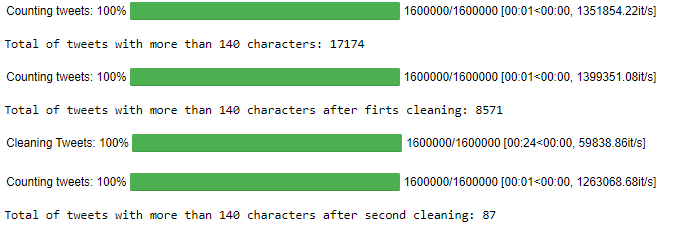 Counting tweets: 100% 1600000/1600000 [00:01<00:00, 1351854.22it/s]
Total of tweets with more than 140 characters: 17174
Counting tweets: 100% 1600000/1600000 [00:01<00:00, 1399351.08it/s]
Total of tweets with more than 140 characters after firts cleaning: 8571
Cleaning Tweets: 100% 1600000/1600000 [00:24<00:00, 59838.86it/s]
Counting tweets: 100% 1600000/1600000 [00:01<00:00, 1263068.68it/s]
Total of tweets with more than 140 characters after second cleaning: 87